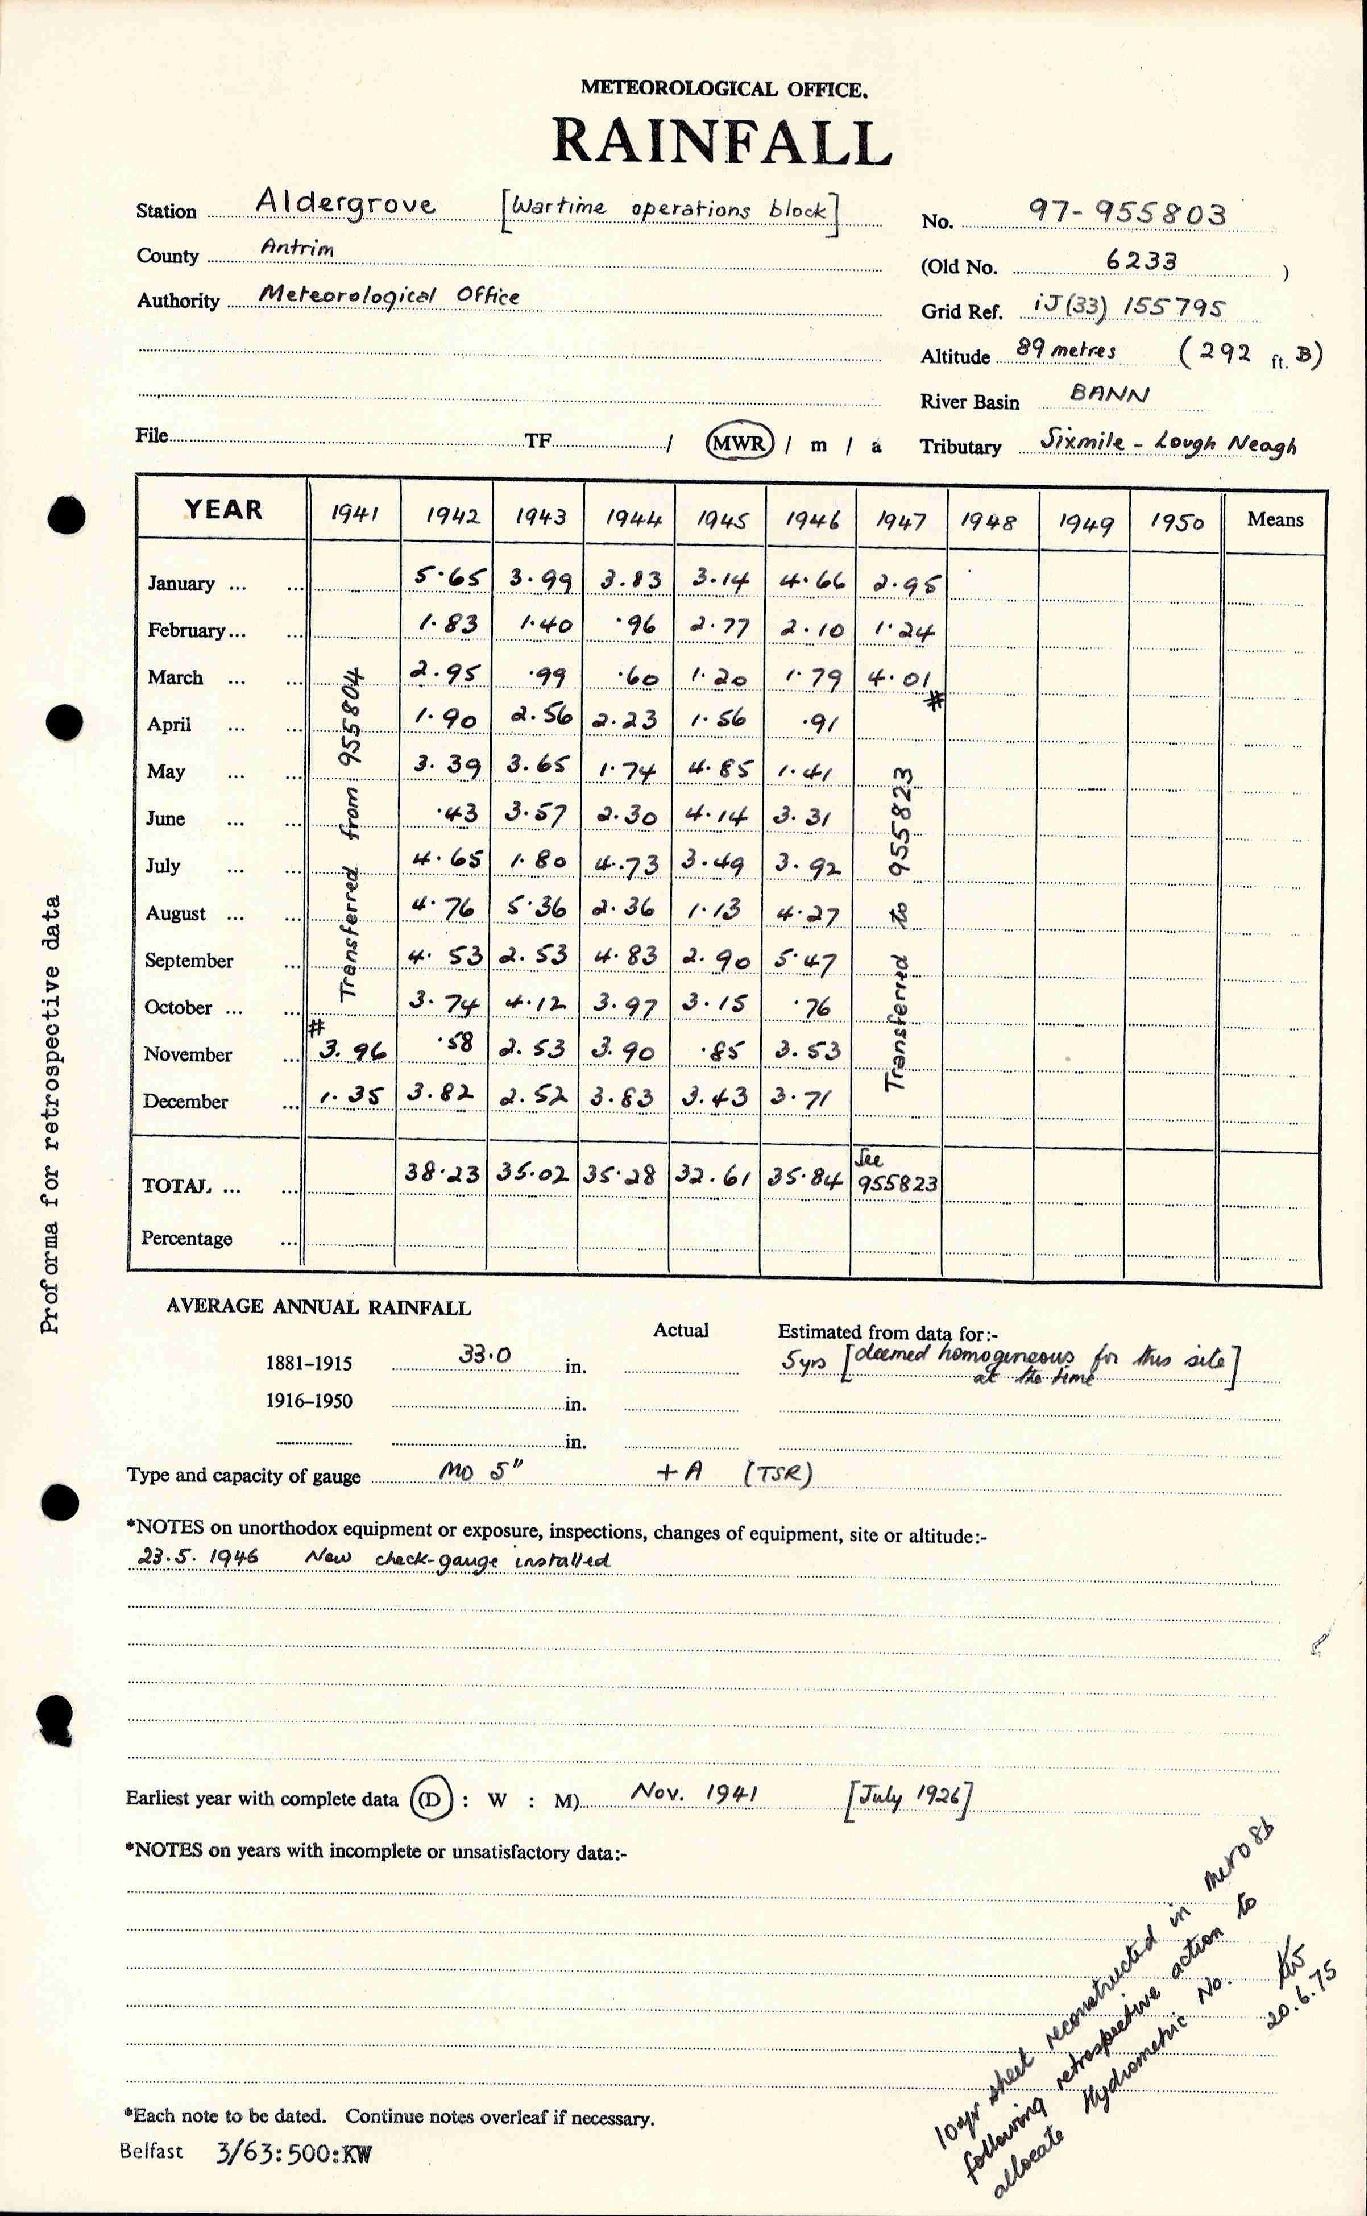 METEOROLOGICAL OFFICE.
RAINFALL
Station Aldergrove [Wartime operations block] No. 97-955803
County Antrim (Old No. 6233 )
Authority Meteorological Office Grid Ref. iJ(33) 155795
Altitude 89 metres (292 ft. B)
River Basin BANN
File TF / MWR / m / a Tributary Sixmile - Lough Neagh
YEAR 1941 1942 1943 1944 1945 1946 1947 1948 1949 1950 Means
January ... ... 5.65 3.99 3.83 3.14 4.66 2.95
February... ... 1.83 1.40 .96 2.77 2.10 1.24
March ... ... 2.95 .99 .60 1.20 1.79 4.01 #
April ... ... 1.90 2.56 2.23 1.56 .91
May ... ... 3.39 3.65 1.74 4.85 1.41
June ... ... .43 3.57 2.30 4.14 3.31
July ... ... 4.65 1.80 4.73 3.49 3.92
August ... ... 4.76 5.36 2.36 1.13 4.27
September ... 4.53 2.53 4.83 2.90 5.47
October ... ... 3.74 4.12 3.97 3.15 .76
November ... # 3.96 .58 2.53 3.90 .85 3.53
December ... 1.35 3.82 2.52 3.83 3.43 3.71
Transferred from 955804
Transferred to 955823
TOTAL ... ... 38.23 35.02 35.28 32.61 35.84 See 955823
Percentage ...
Proforma for retrospective data
AVERAGE ANNUAL RAINFALL
Actual Estimated from data for:-
1881-1915 33.0 in. 5yrs [deemed homogeneous for this site]
at the time
1916-1950 in.
in.
Type and capacity of gauge MO 5" + A (TSR)
*NOTES on unorthodox equipment or exposure, inspections, changes of equipment, site or altitude:-
23.5.1946 New check-gauge installed
Earliest year with complete data (D : W : M) Nov. 1941 [July 1926]
*NOTES on years with incomplete or unsatisfactory data:-
10 yr sheet reconstructed in Met O 8b
following retrospective action to
allocate Hydrometric No. KW
20.6.75
*Each note to be dated. Continue notes overleaf if necessary.
Belfast 3/63:500:KW